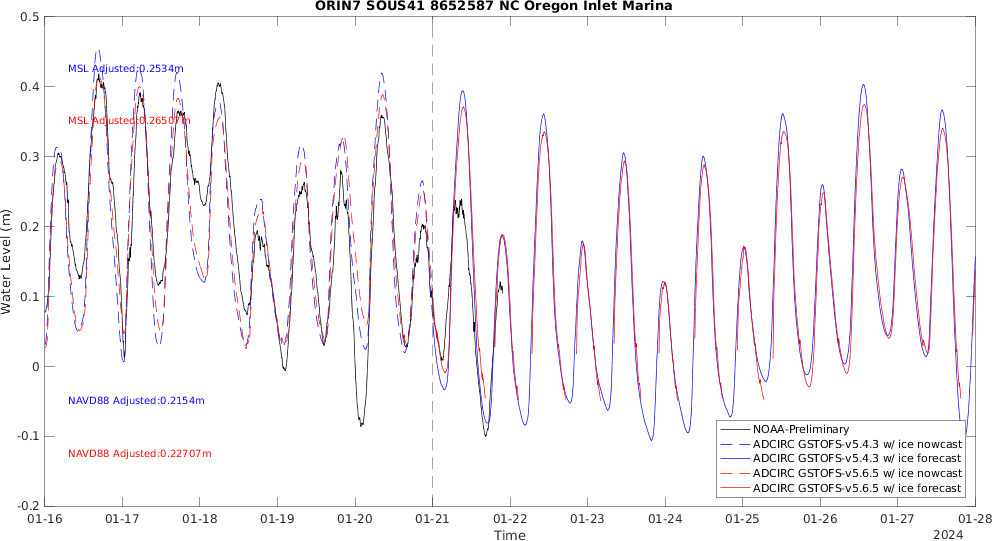 ORIN7 SOUS41 8652587 NC Oregon Inlet Marina
0.5
0.4
0.3
0.2
0.1
0
-0.1
-0.2
Water Level (m)
MSL Adjusted:0.2534m
MSL Adjusted:0.26507m
NAVD88 Adjusted:0.2154m
NAVD88 Adjusted:0.22707m
NOAA-Preliminary
ADCIRC GSTOFS-v5.4.3 w/ ice nowcast
ADCIRC GSTOFS-v5.4.3 w/ ice forecast
ADCIRC GSTOFS-v5.6.5 w/ ice nowcast
ADCIRC GSTOFS-v5.6.5 w/ ice forecast
01-16 01-17 01-18 01-19 01-20 01-21 01-22 01-23 01-24 01-25 01-26 01-27 01-28
Time
2024